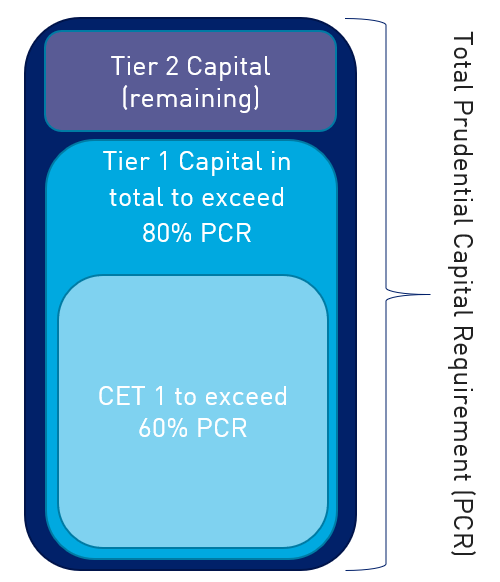 Tier 2 Capital
(remaining)
Tier 1 Capital in
total to exceed
80% PCR
CET 1 to exceed
60% PCR
Total Prudential Capital Requirement (PCR)